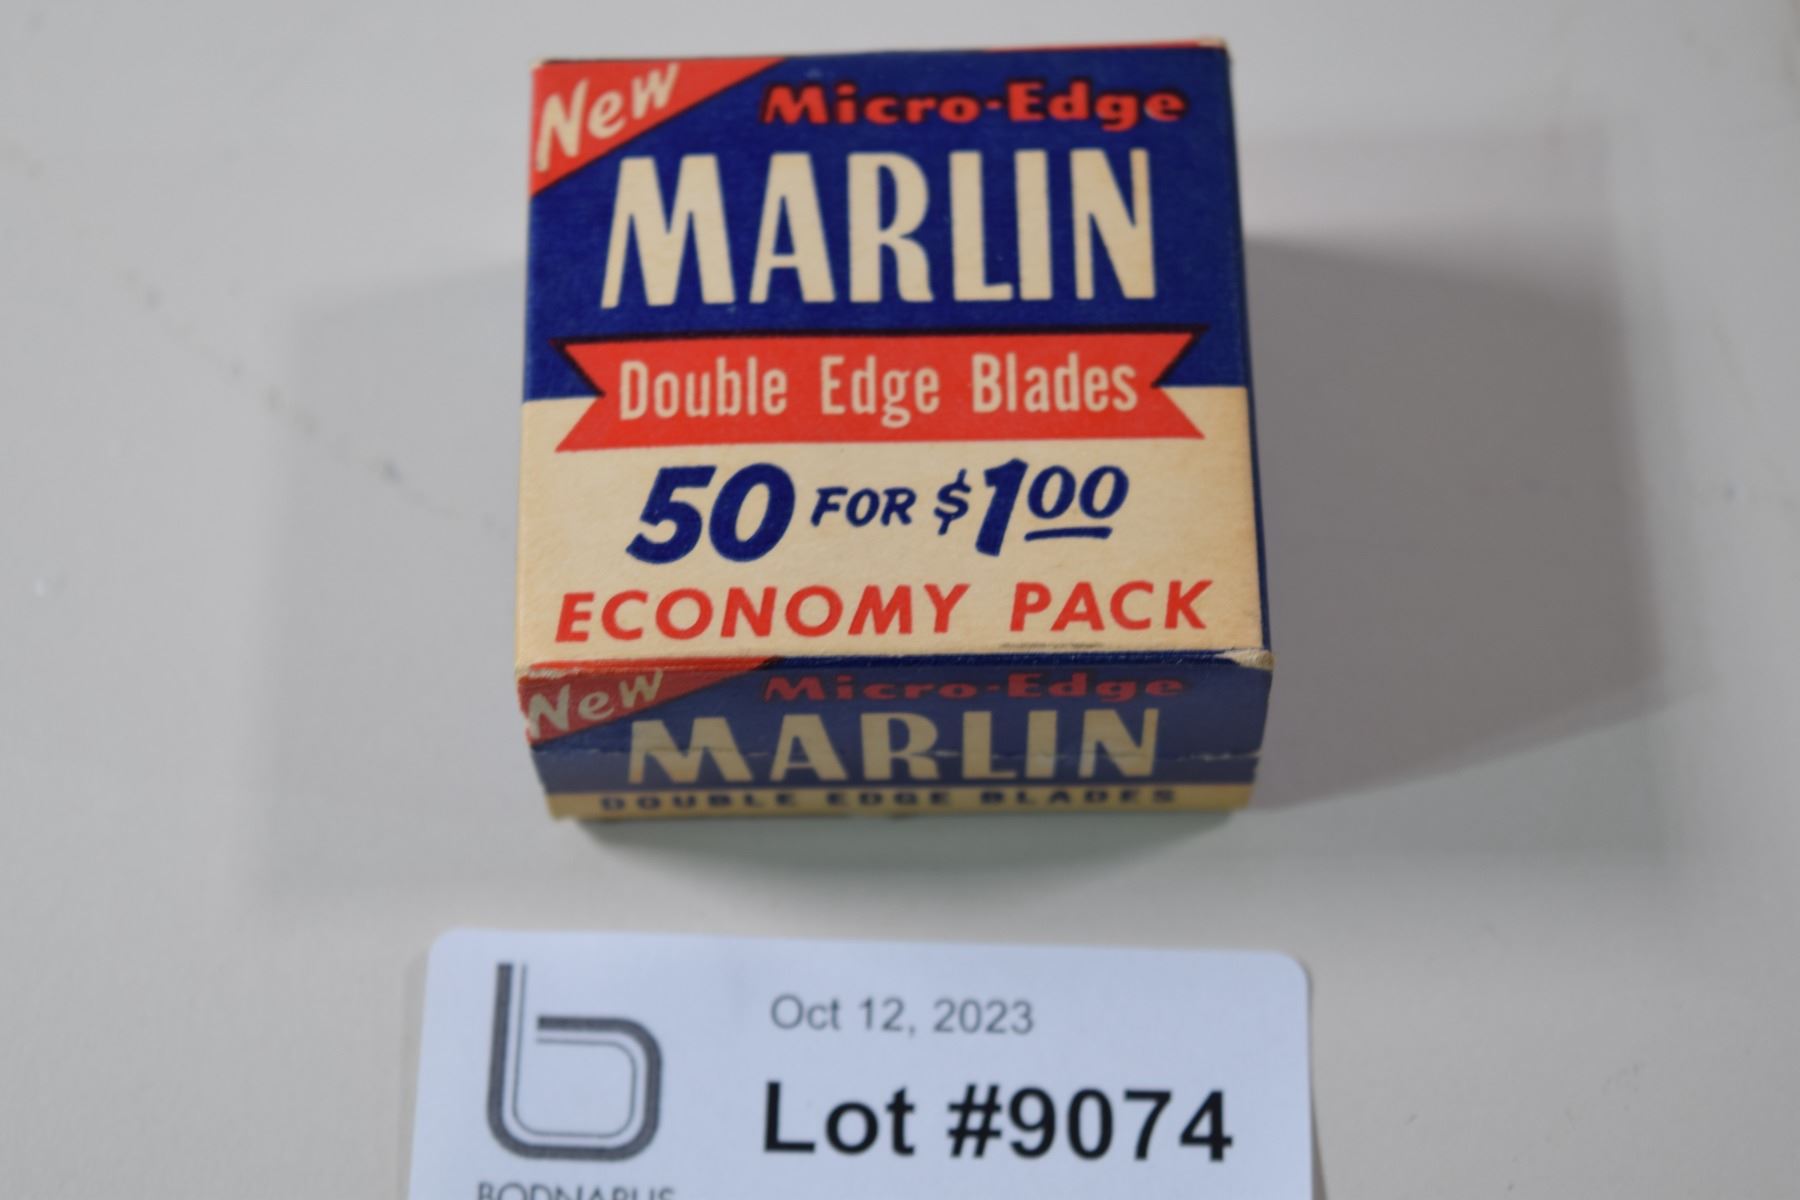 New
Micro-Edge
MARLIN
Double Edge Blades
50 FOR $1.00
ECONOMY PACK
New
Micro-Edge
MARLIN
DOUBLE EDGE BLADES
Oct 12, 2023
Lot #9074